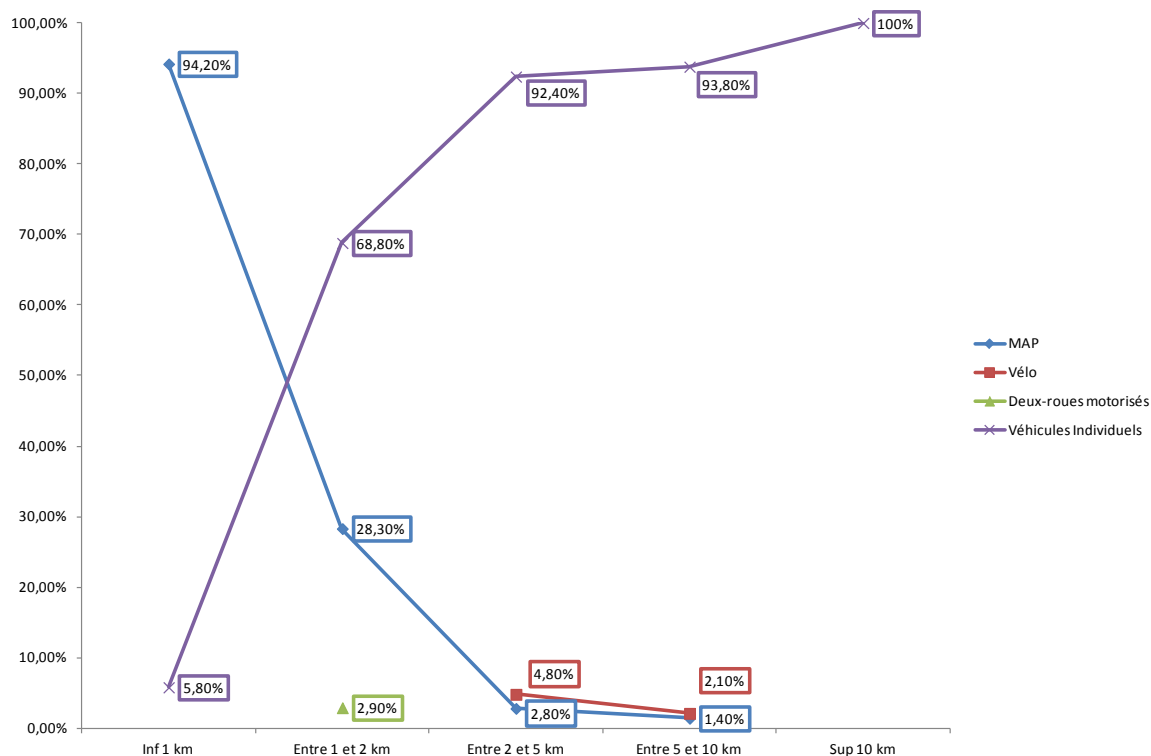 100,00%
90,00%
80,00%
70,00%
60,00%
50,00%
40,00%
30,00%
20,00%
10,00%
0,00%
94,20%
28,30%
2,80%
1,40%
4,80%
2,10%
2,90%
5,80%
68,80%
92,40%
93,80%
100%
Inf 1 km
Entre 1 et 2 km
Entre 2 et 5 km
Entre 5 et 10 km
Sup 10 km
MAP
Vélo
Deux-roues motorisés
Véhicules Individuels